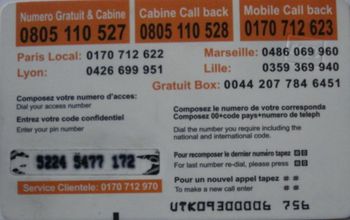 Numero Gratuit & Cabine
0805 110 527
Cabine Call back
0805 110 528
Mobile Call back
0170 712 623
Paris Local: 0170 712 622
Marseille: 0486 069 960
Lyon: 0426 699 951
Lille: 0359 369 940
Gratuit Box: 0044 207 784 6451
Composez votre numero d'acces:
Dial your access number
Entrez votre code confidentiel
Enter your pin number
5224 5477 172
Service Clientele: 0170 712 970
Composez le numero de votre corresponda
Composez 00+code pays+numero de teleph
Dial the number you require including the
national and international code.
Pour recomposer le dernier numéro tapez
For last number re-dial, please press
Pour un nouvel appel tapez
To make a new call enter
UTK09300006 756